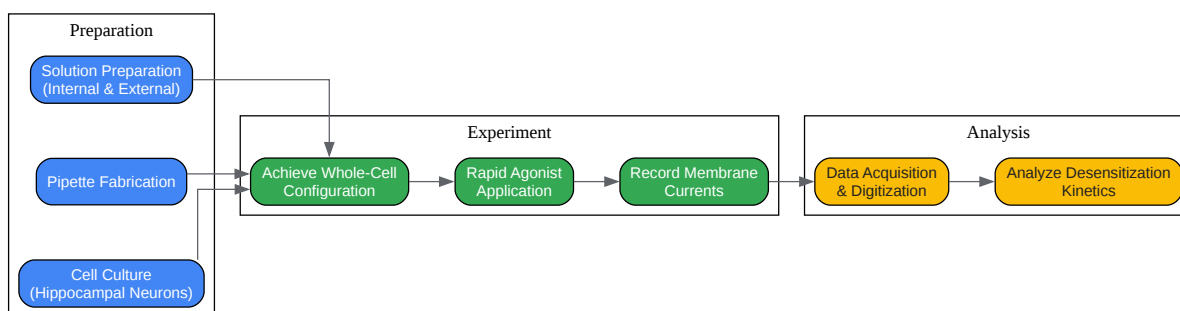 Preparation
Solution Preparation
(Internal & External)
Pipette Fabrication
Cell Culture
(Hippocampal Neurons)
Experiment
Achieve Whole-Cell
Configuration
Rapid Agonist
Application
Record Membrane
Currents
Analysis
Data Acquisition
& Digitization
Analyze Desensitization
Kinetics